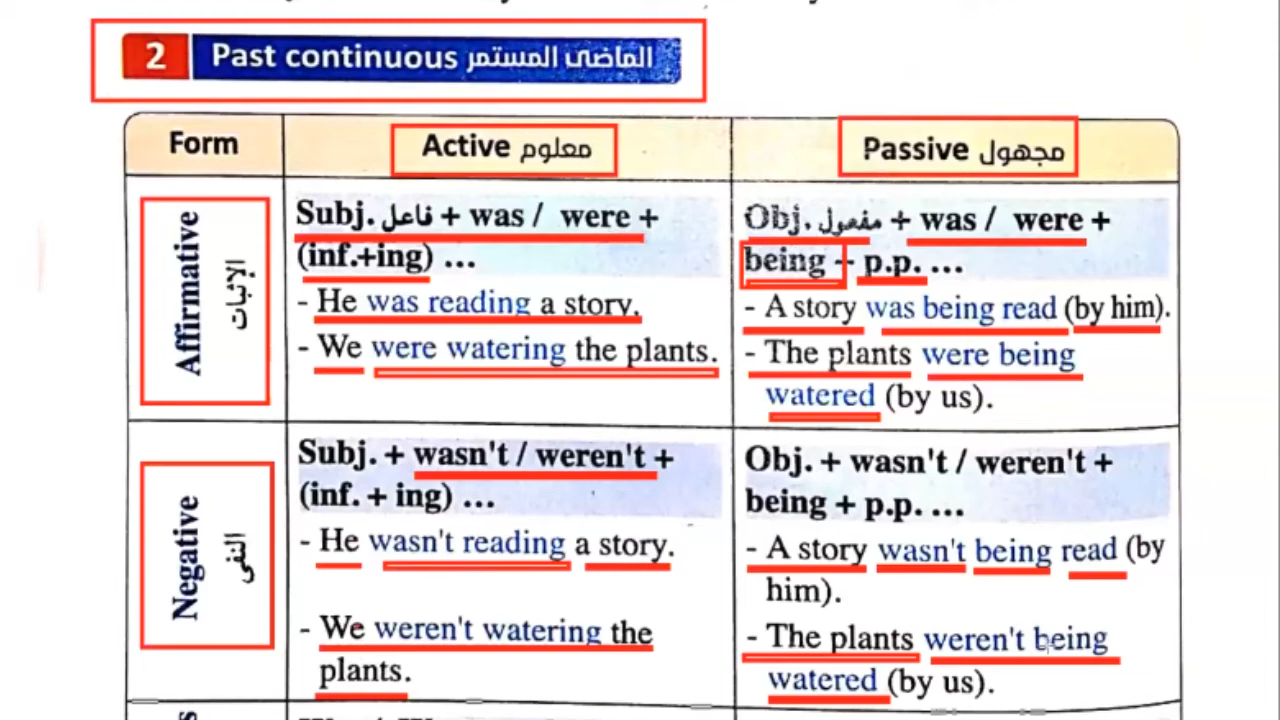 2 Past continuous الماضى المستمر
Form
Active معلوم
Passive مجهول
Affirmative
الإثبات
Subj. فاعل + was / were +
(inf.+ing) ...
- He was reading a story.
- We were watering the plants.
Obj. مفعول + was / were +
being + p.p. ...
- A story was being read (by him).
- The plants were being
watered (by us).
Negative
النفى
Subj. + wasn't / weren't +
(inf. + ing) ...
- He wasn't reading a story.
- We weren't watering the
plants.
Obj. + wasn't / weren't +
being + p.p. ...
- A story wasn't being read (by
him).
- The plants weren't being
watered (by us).